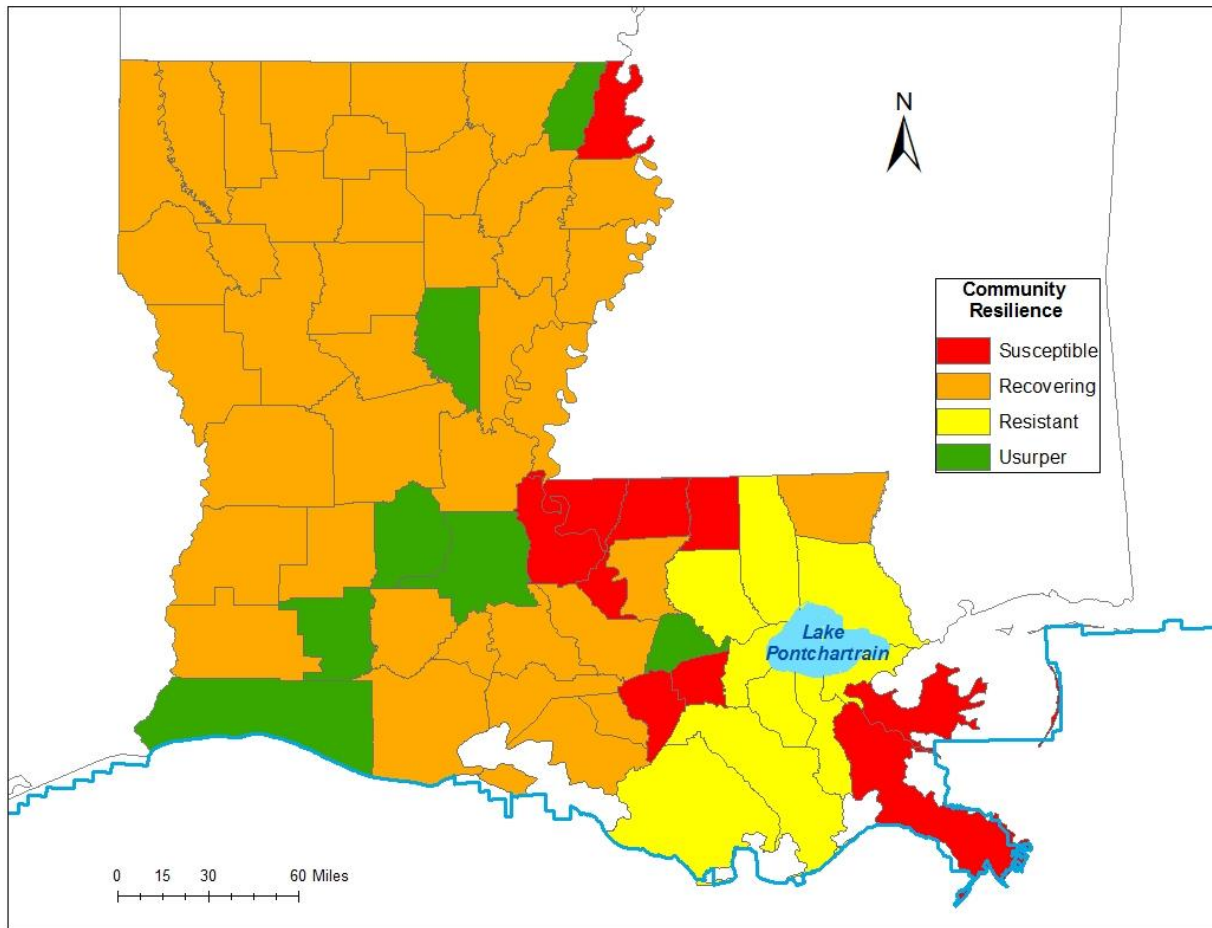 N
Community
Resilience
Susceptible
Recovering
Resistant
Usurper
Lake
Pontchartrain
0 15 30 60 Miles